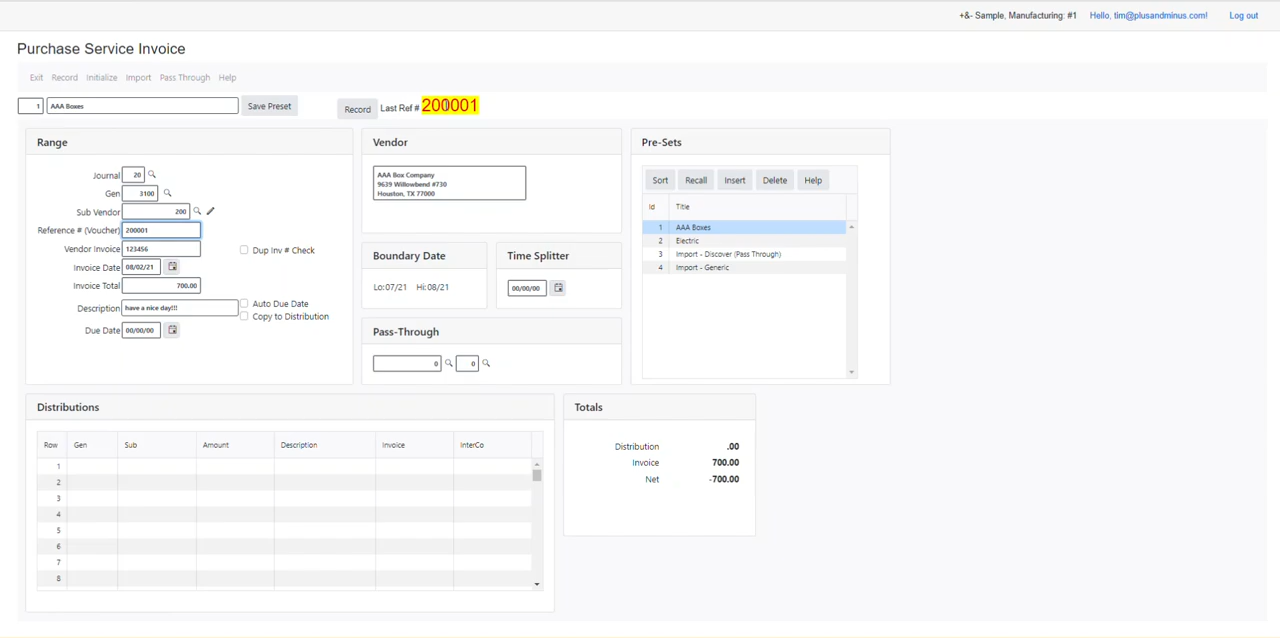 +&- Sample, Manufacturing: #1 Hello, tim@plusandminus.com! Log out
Purchase Service Invoice
Exit Record Initialize Import Pass Through Help
1 AAA Boxes Save Preset Record Last Ref # 200001
Range
Journal 20
Gen 3100
Sub Vendor 200
Reference # (Voucher) 200001
Vendor Invoice 123456 Dup Inv # Check
Invoice Date 08/02/21
Invoice Total 700.00
Description have a nice day!!! Auto Due Date
Copy to Distribution
Due Date 00/00/00
Vendor
AAA Box Company
9639 Willowbend #730
Houston, TX 77000
Boundary Date
Lo:07/21 Hi:08/21
Time Splitter
00/00/00
Pass-Through
0 0
Pre-Sets
Sort Recall Insert Delete Help
Id Title
1 AAA Boxes
2 Electric
3 Import - Discover (Pass Through)
4 Import - Generic
Distributions
Row Gen Sub Amount Description Invoice InterCo
1
2
3
4
5
6
7
8
Totals
Distribution .00
Invoice 700.00
Net -700.00